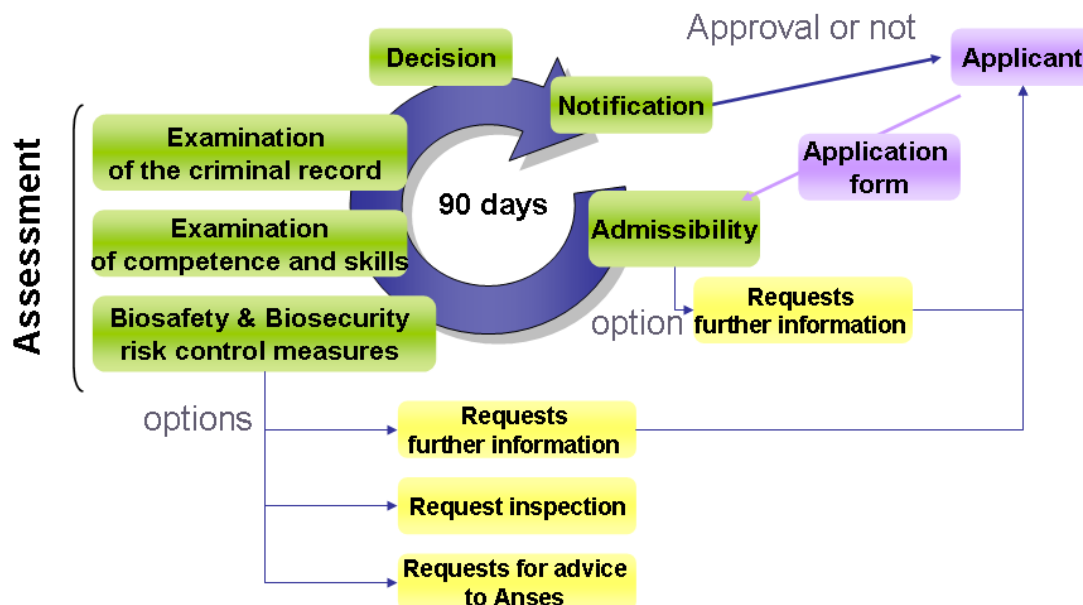 Approval or not
Applicant
Decision
Notification
Application
form
Assessment
Examination
of the criminal record
90 days
Examination
of competence and skills
Admissibility
Biosafety & Biosecurity
risk control measures
option
Requests
further information
options
Requests
further information
Request inspection
Requests for advice
to Anses